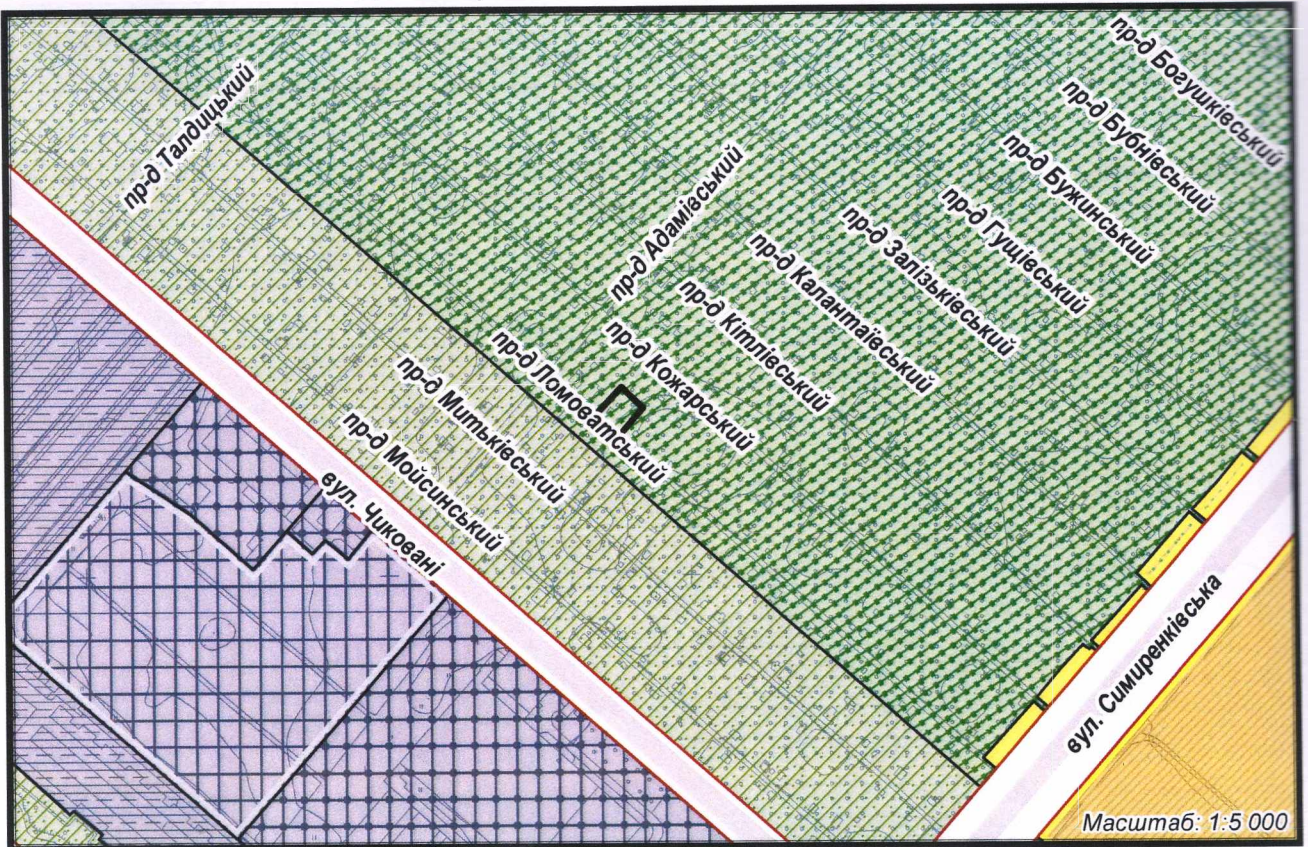 пр-д Богушківський
пр-д Бубнівський
пр-д Бужинський
пр-д Гущівський
пр-д Залізьківський
пр-д Калантаївський
пр-д Талдицький
пр-д Адамівський
пр-д Кітлівський
пр-д Кожарський
пр-д Ломоватський
пр-д Митьківський
пр-д Мойсинський
вул. Чиковані
вул. Симиренківська
Масштаб: 1:5 000